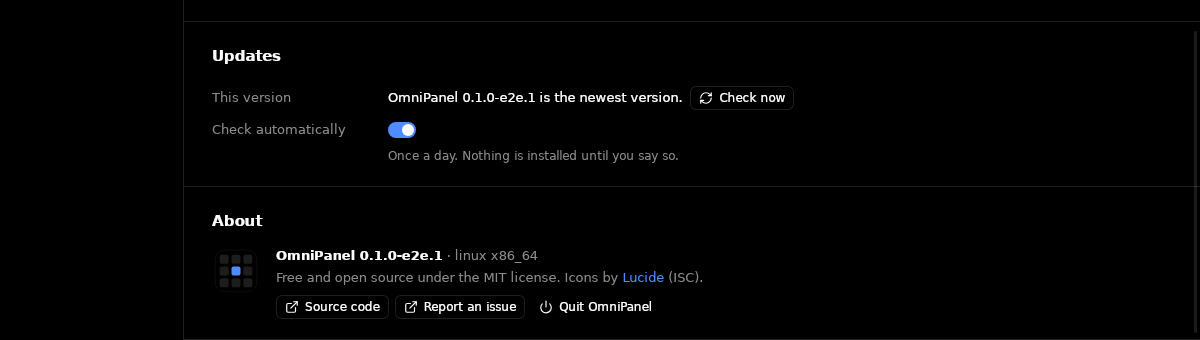 Updates
This version OmniPanel 0.1.0-e2e.1 is the newest version. Check now
Check automatically
Once a day. Nothing is installed until you say so.
About
OmniPanel 0.1.0-e2e.1 · linux x86_64
Free and open source under the MIT license. Icons by Lucide (ISC).
Source code Report an issue Quit OmniPanel